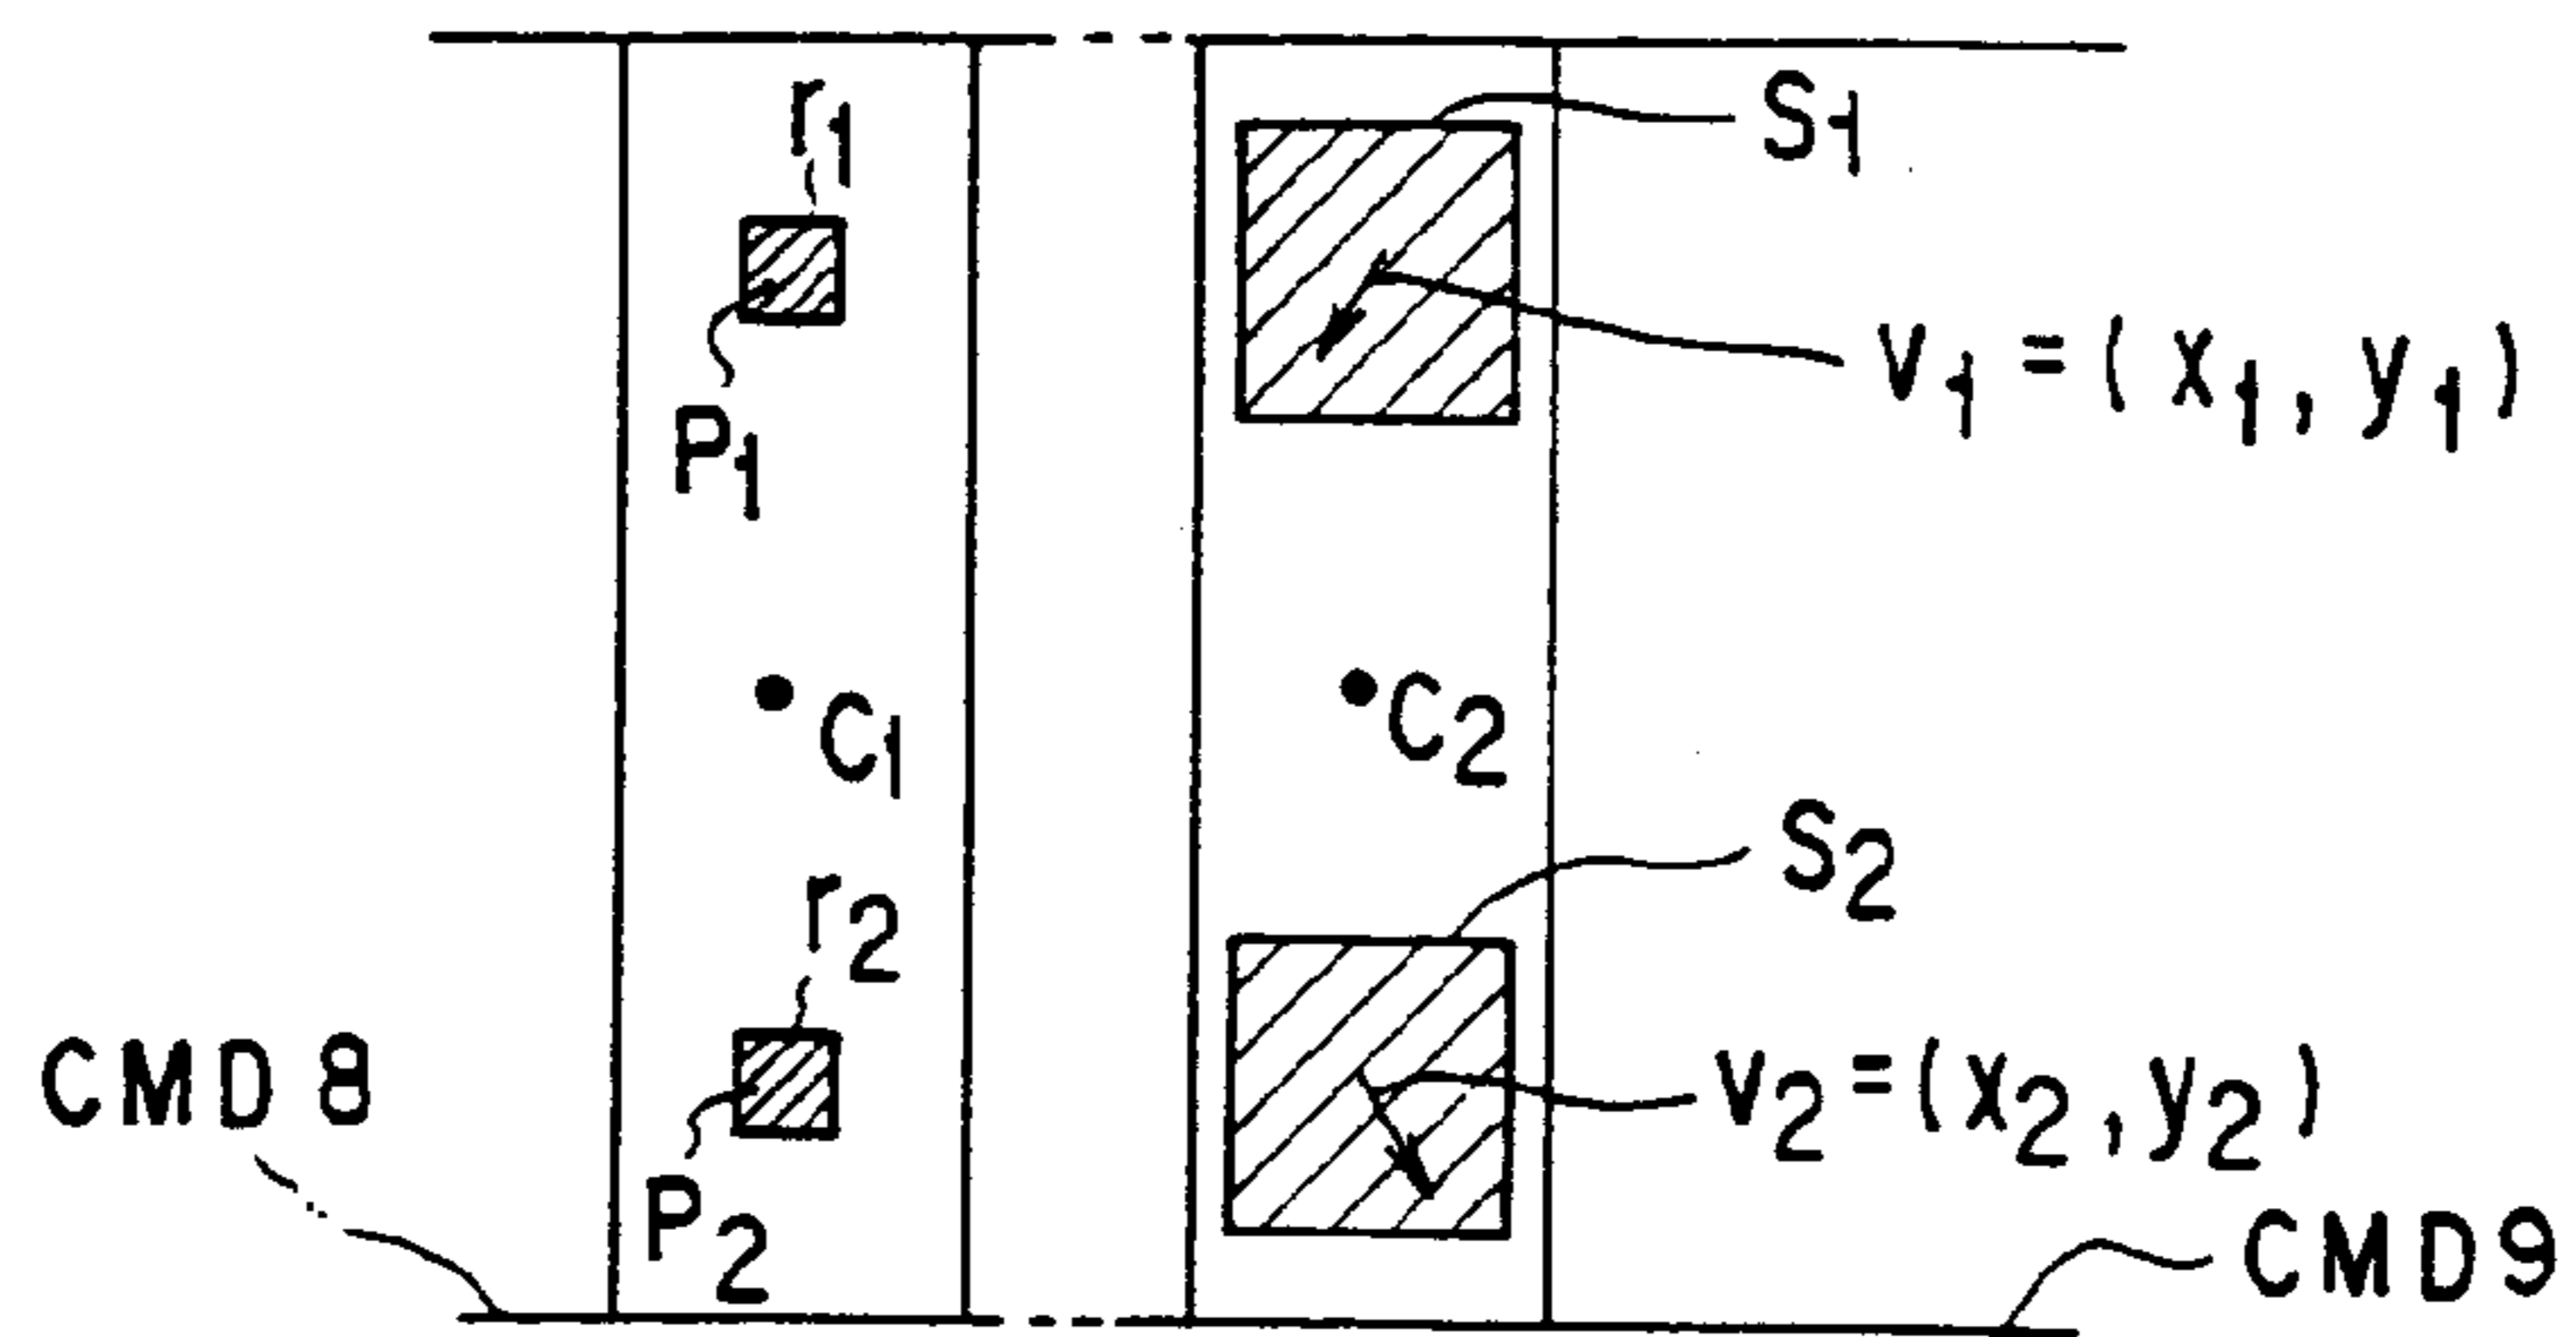 r1
S1
P1
v1=(x1,y1)
C1
C2
S2
r2
CMD8
P2
v2=(x2,y2)
CMD9